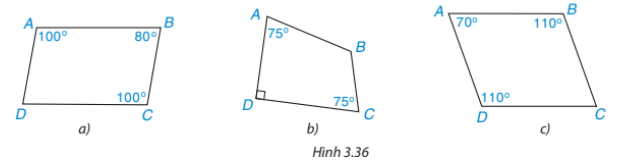 A B
100° 80°
100°
D C
a)
A
75°
B
75°
D C
b)
A B
70° 110°
110°
D C
c)
Hình 3.36